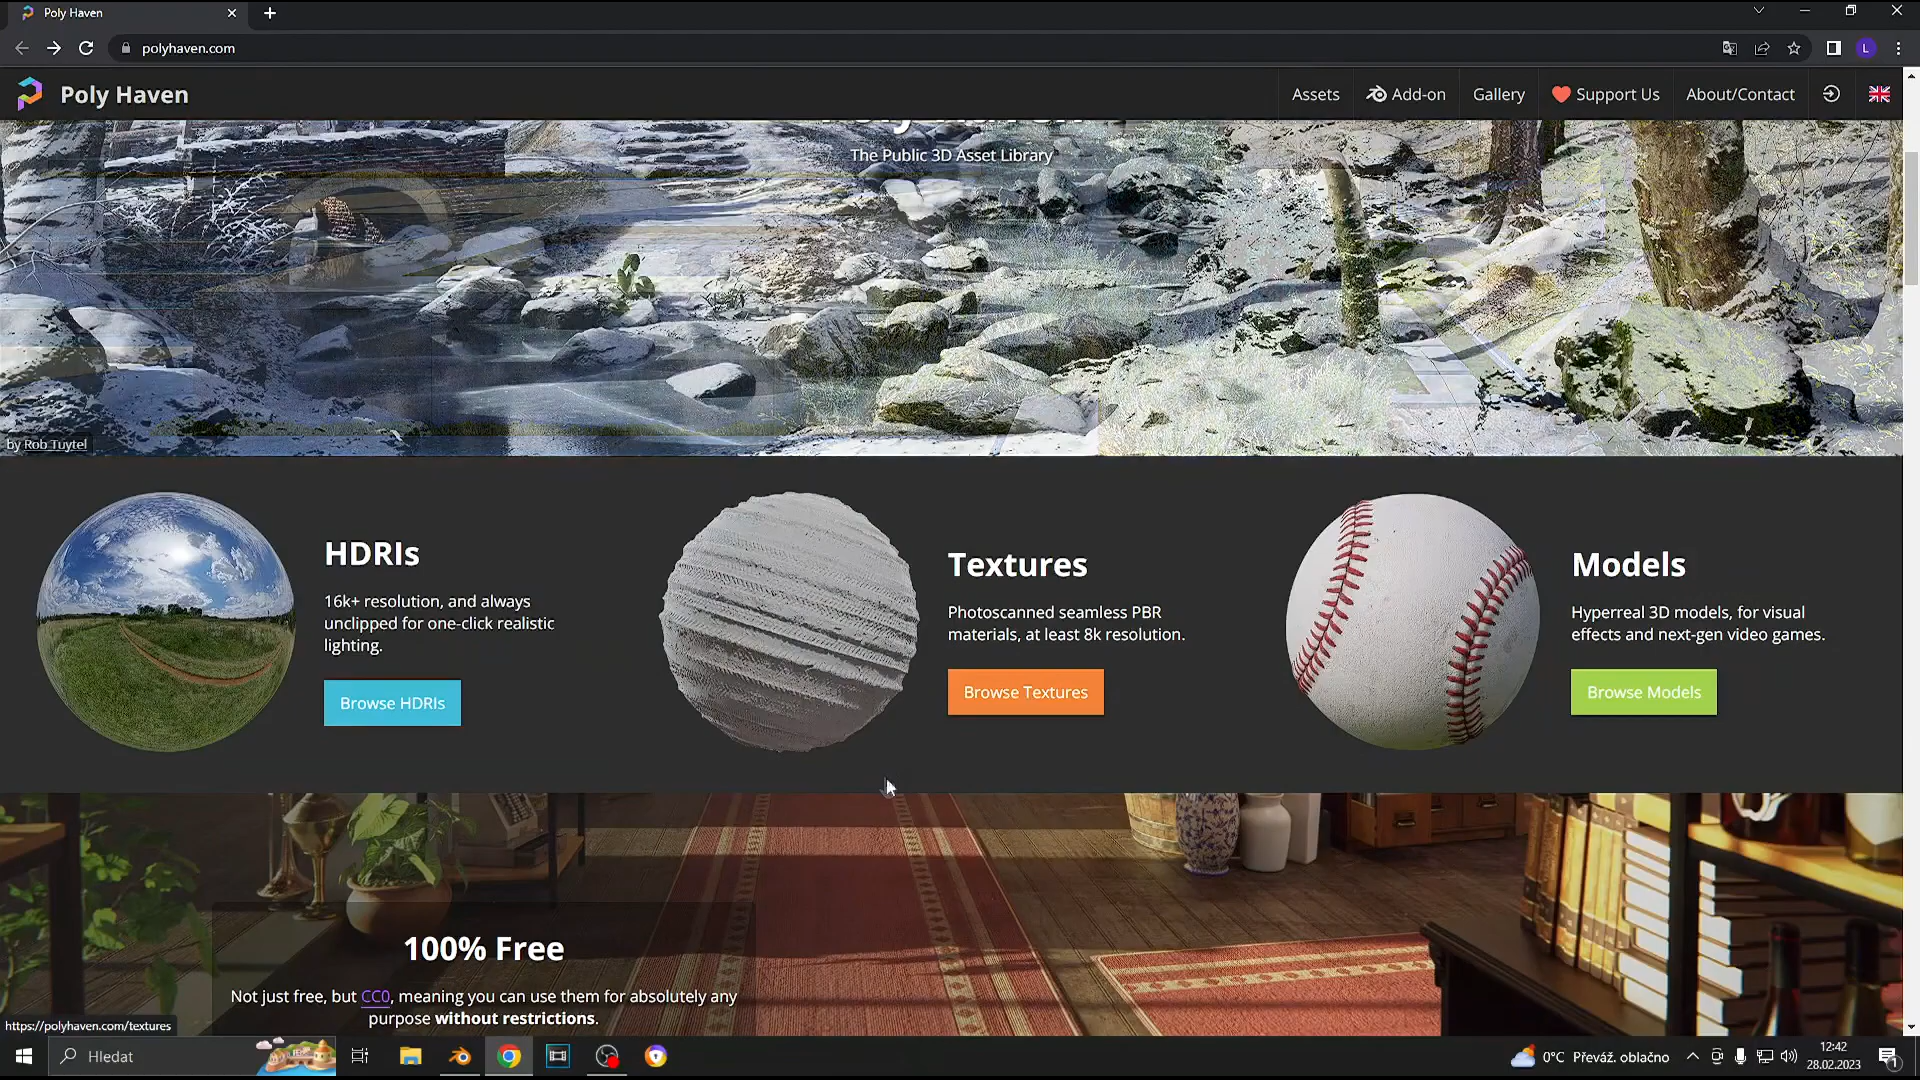 Poly Haven
polyhaven.com
L
Poly Haven
Assets
Add-on
Gallery
Support Us
About/Contact
The Public 3D Asset Library
by Rob Tuytel
HDRIs
16k+ resolution, and always
unclipped for one-click realistic
lighting.
Browse HDRIs
Textures
Photoscanned seamless PBR
materials, at least 8k resolution.
Browse Textures
Models
Hyperreal 3D models, for visual
effects and next-gen video games.
Browse Models
100% Free
Not just free, but CC0, meaning you can use them for absolutely any
purpose without restrictions.
https://polyhaven.com/textures
Hledat
0°C Převáž. oblačno
12:42
28.02.2023
1